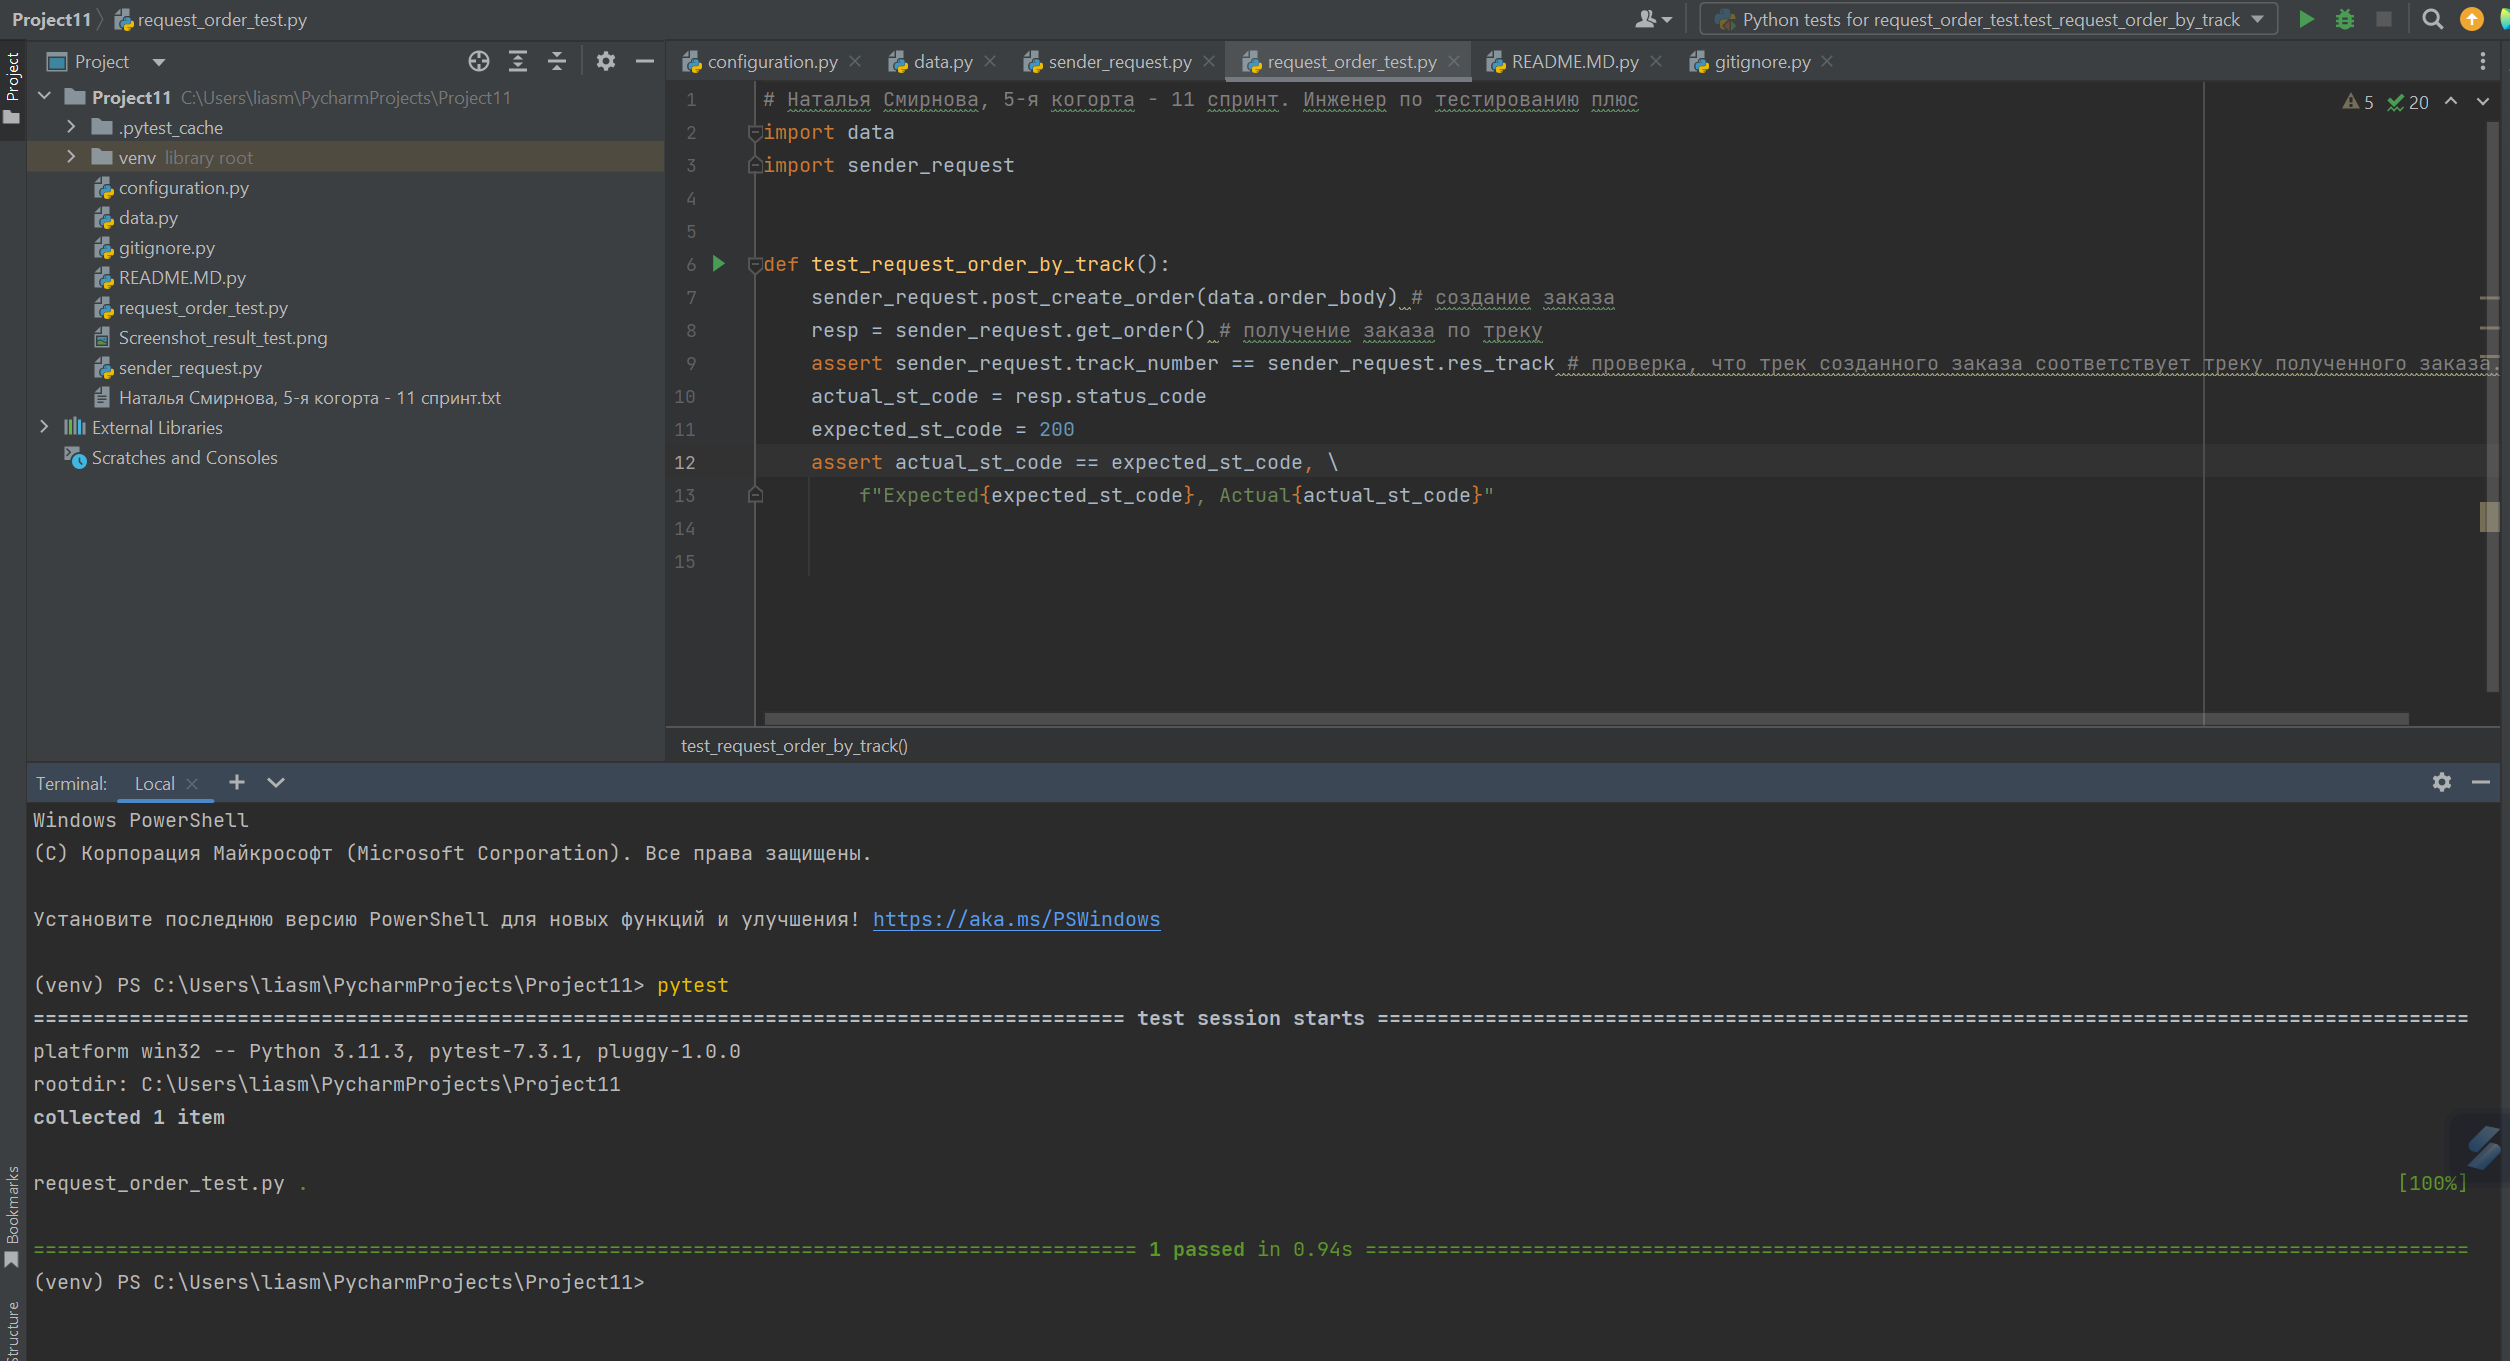 Project11
request_order_test.py
Python tests for request_order_test.test_request_order_by_track
Project
Project
configuration.py
data.py
sender_request.py
request_order_test.py
README.MD.py
gitignore.py
Project11 C:\Users\liasm\PycharmProjects\Project11
.pytest_cache
venv library root
configuration.py
data.py
gitignore.py
README.MD.py
request_order_test.py
Screenshot_result_test.png
sender_request.py
Наталья Смирнова, 5-я когорта - 11 спринт.txt
External Libraries
Scratches and Consoles
5 20
1 # Наталья Смирнова, 5-я когорта - 11 спринт. Инженер по тестированию плюс
2 import data
3 import sender_request
4
5
6 def test_request_order_by_track():
7 sender_request.post_create_order(data.order_body) # создание заказа
8 resp = sender_request.get_order() # получение заказа по треку
9 assert sender_request.track_number == sender_request.res_track # проверка, что трек созданного заказа соответствует треку полученного заказа.
10 actual_st_code = resp.status_code
11 expected_st_code = 200
12 assert actual_st_code == expected_st_code, \
13 f"Expected{expected_st_code}, Actual{actual_st_code}"
14
15
test_request_order_by_track()
Terminal: Local
Windows PowerShell
(C) Корпорация Майкрософт (Microsoft Corporation). Все права защищены.
Установите последнюю версию PowerShell для новых функций и улучшения! https://aka.ms/PSWindows
(venv) PS C:\Users\liasm\PycharmProjects\Project11> pytest
=========================================================================================== test session starts ===========================================================================================
platform win32 -- Python 3.11.3, pytest-7.3.1, pluggy-1.0.0
rootdir: C:\Users\liasm\PycharmProjects\Project11
collected 1 item
request_order_test.py . [100%]
============================================================================================ 1 passed in 0.94s ============================================================================================
(venv) PS C:\Users\liasm\PycharmProjects\Project11>
Bookmarks
Structure